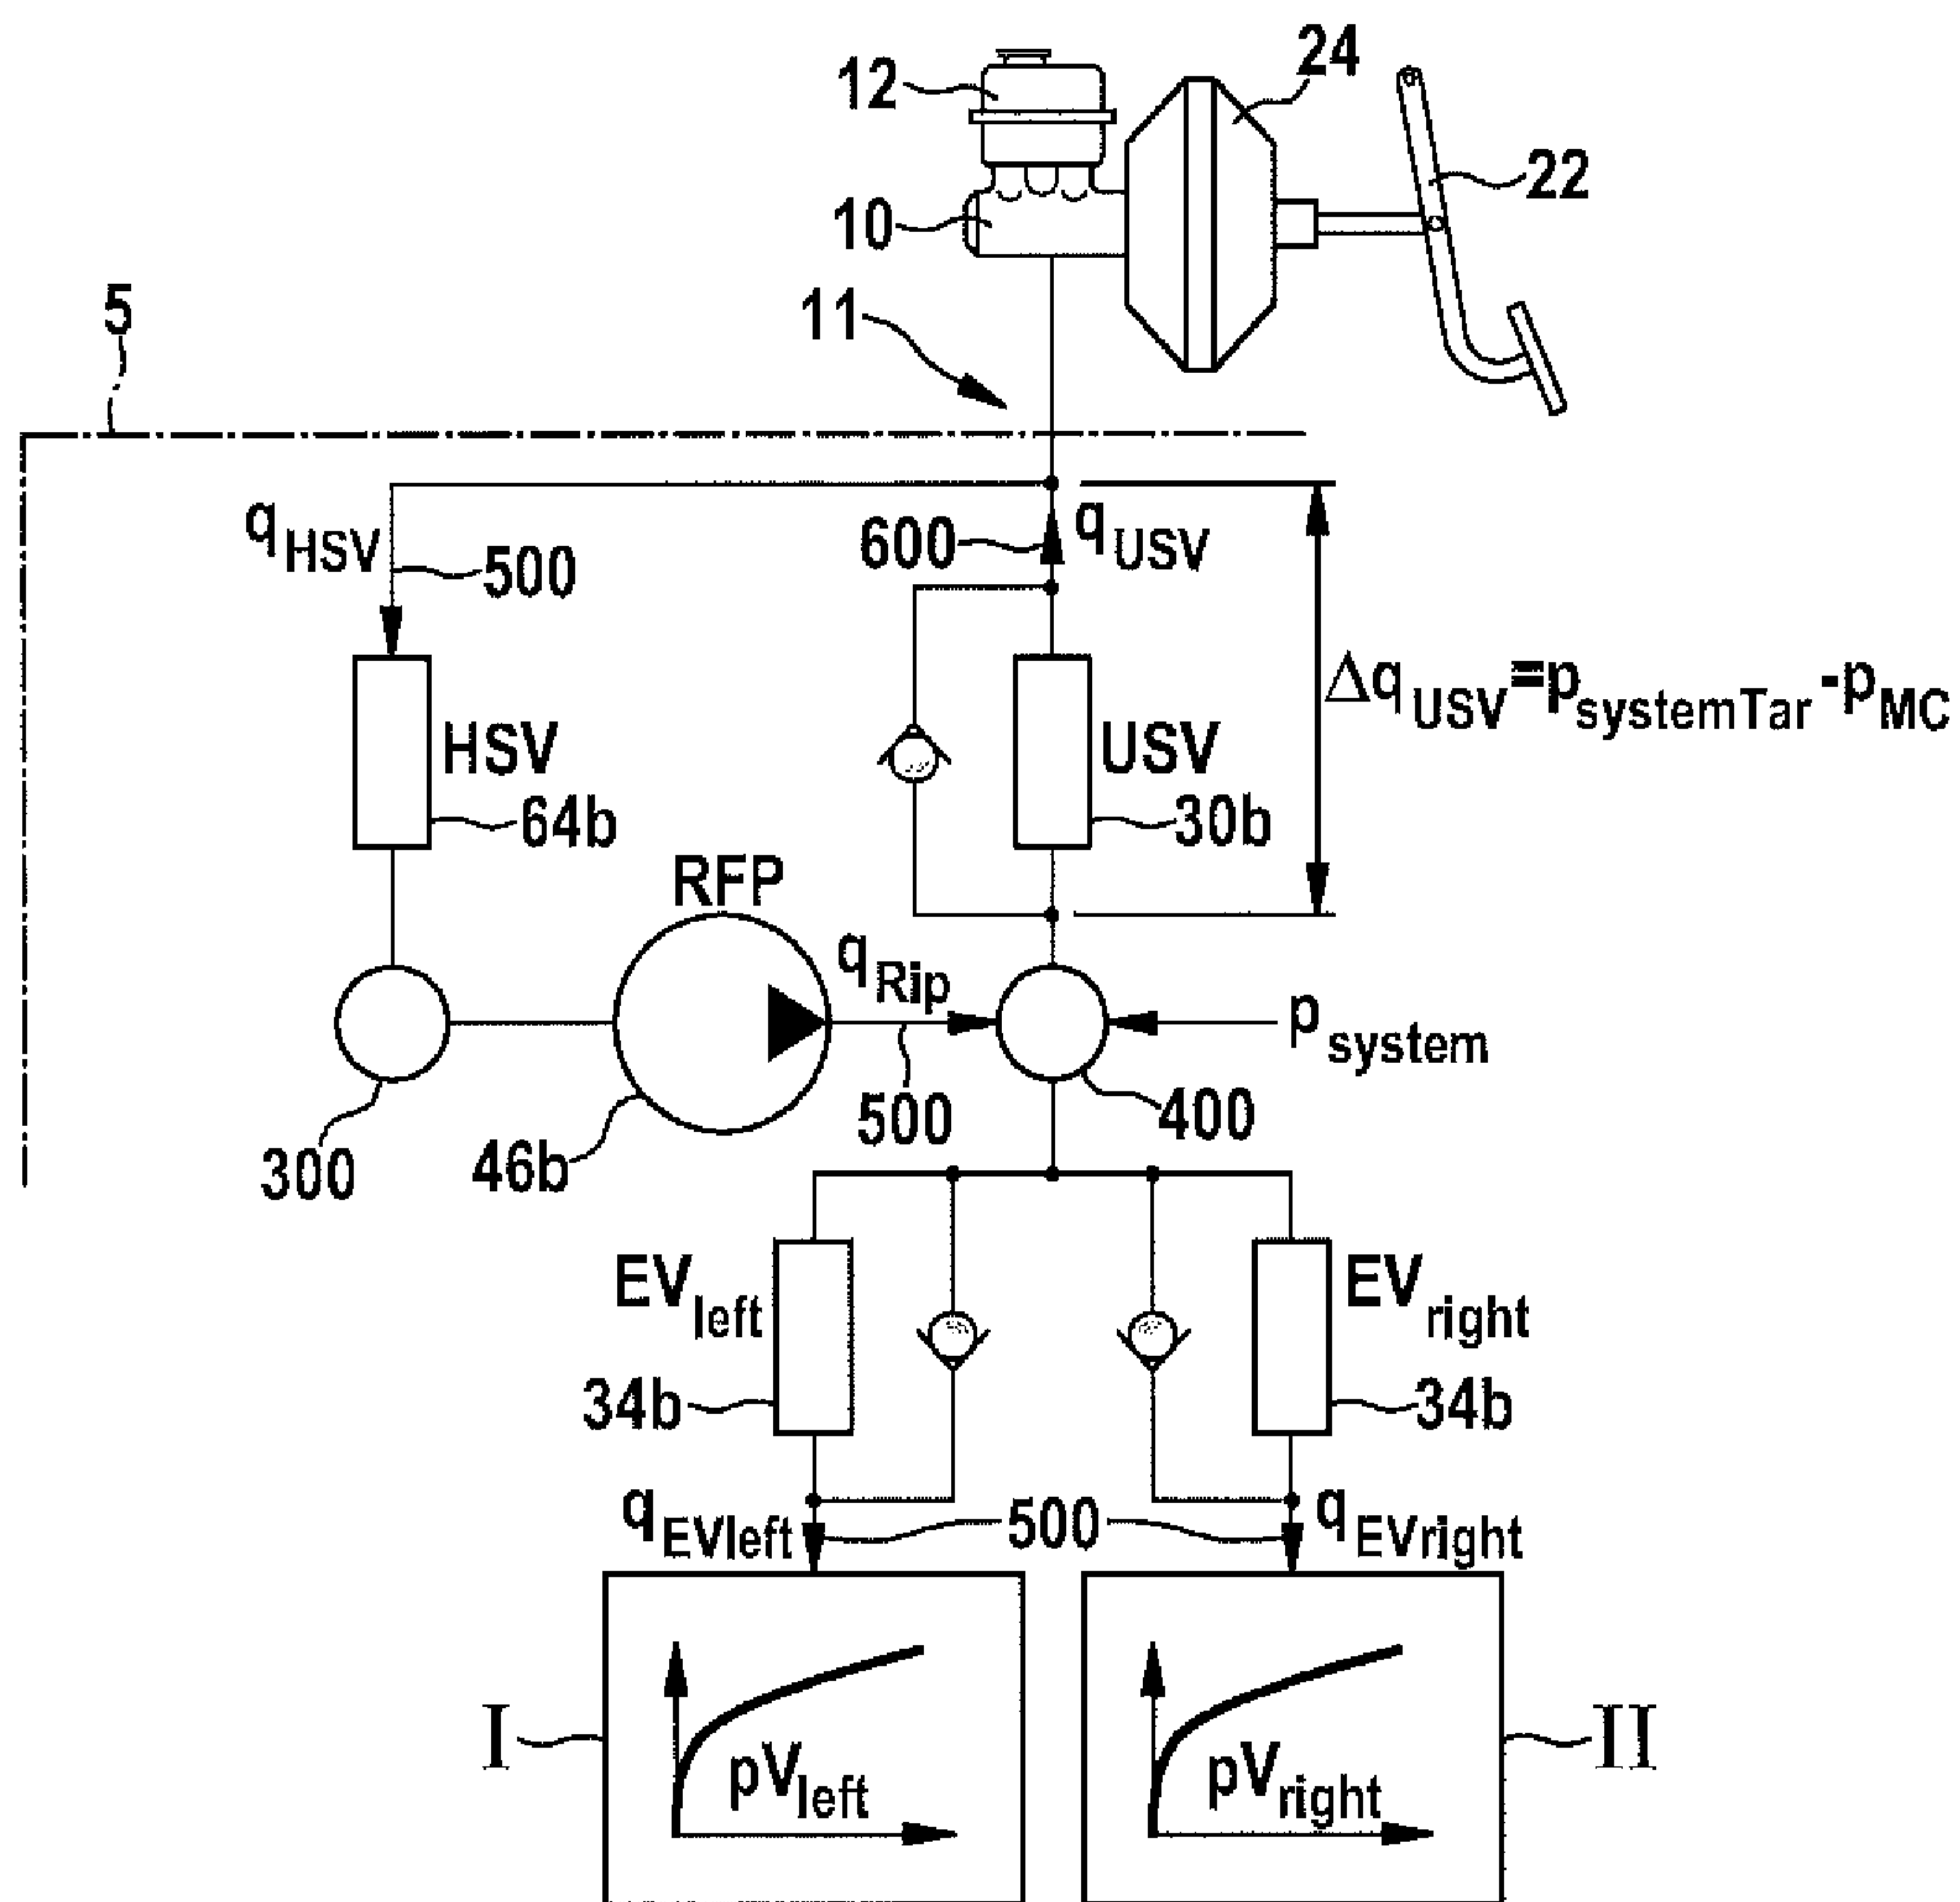 24
12
22
10
11
5
qHSV
500
600
qUSV
ΔqUSV=psystemTar-pMC
HSV
64b
USV
30b
RFP
qRip
psystem
300
46b
500
400
EVleft
EVright
34b
34b
qEVleft
500
qEVright
I
pVleft
pVright
II